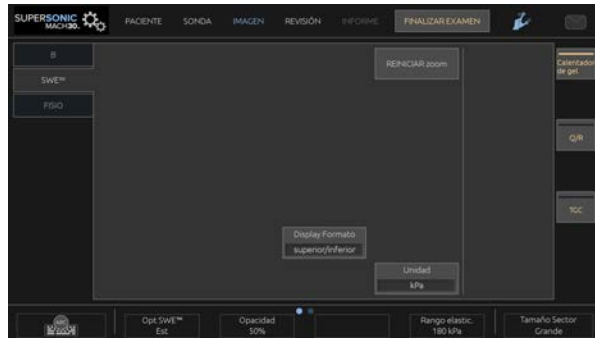 SUPERSONIC
MACH30.
PACIENTE
SONDA
IMAGEN
REVISIÓN
INFORME
FINALIZAR EXAMEN
B
SWE™
FISIO
REINICIAR zoom
Calentador
de gel
Q/R
TGC
Display Formato
superior/inferior
Unidad
kPa
ABC
Opt.SWE™
Est
Opacidad
50%
Rango elastic.
180 kPa
Tamaño Sector
Grande